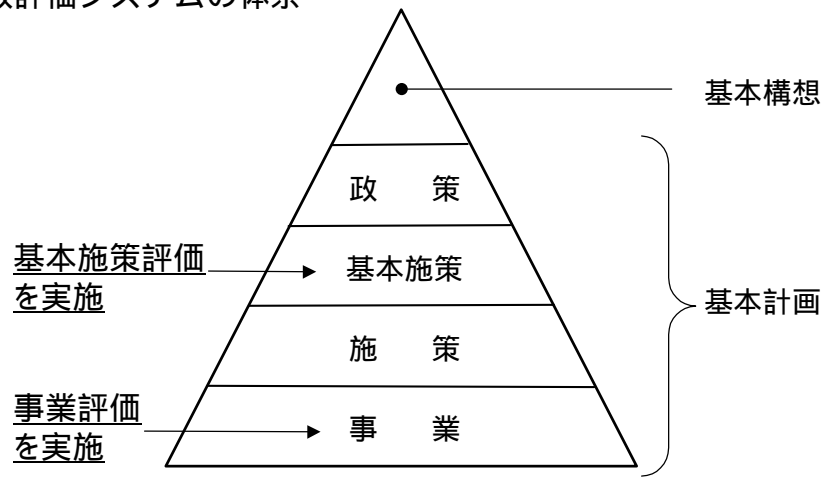 評価システムの体系
基本構想
政　策
基本施策評価
を実施
基本施策
基本計画
施　策
事業評価
を実施
事　業